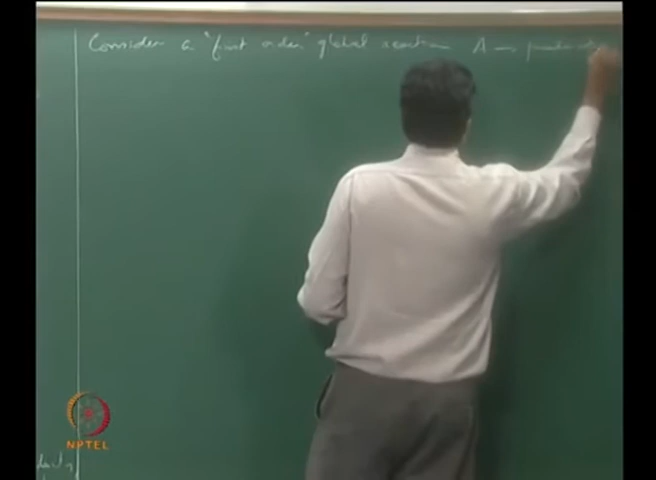 Consider a "first order" global reaction A → products
NPTEL